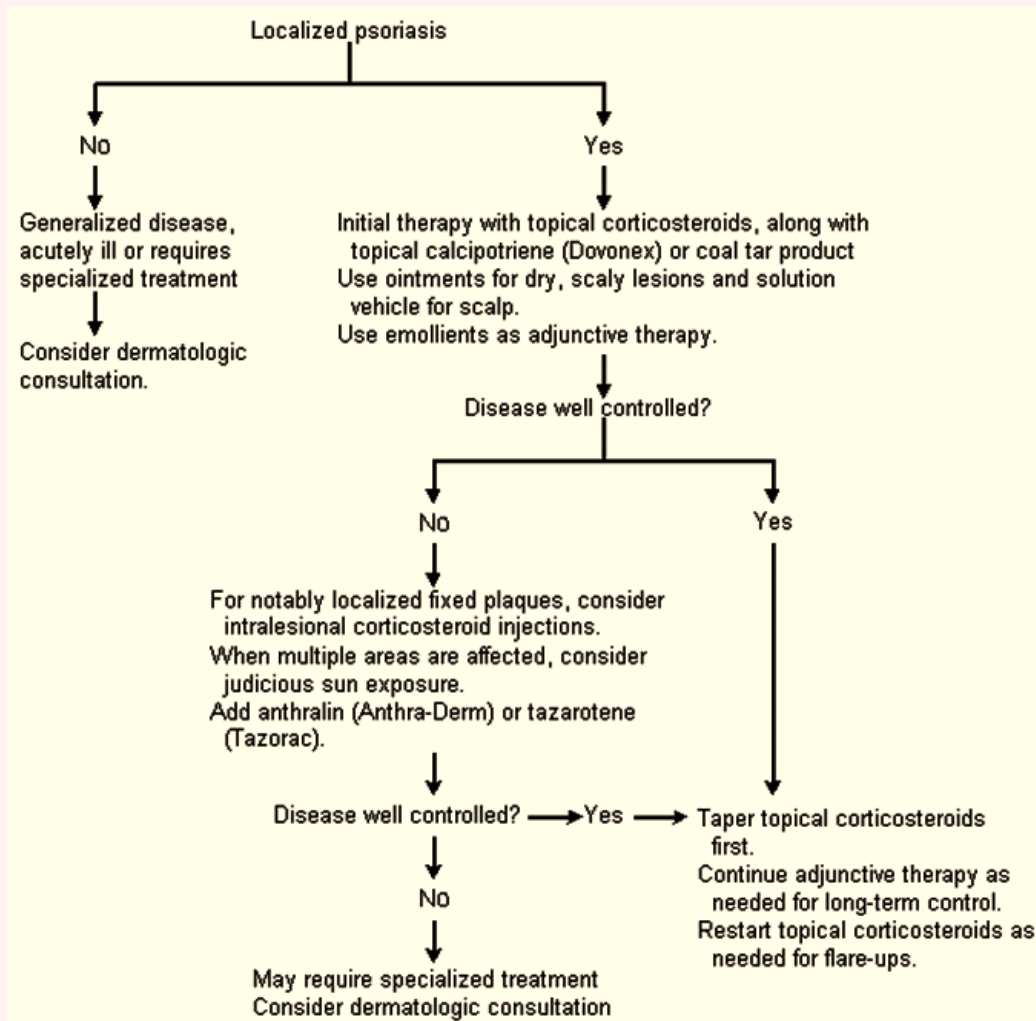 Localized psoriasis
No
Yes
Generalized disease,
acutely ill or requires
specialized treatment
Consider dermatologic
consultation.
Initial therapy with topical corticosteroids, along with
topical calcipotriene (Dovonex) or coal tar product
Use ointments for dry, scaly lesions and solution
vehicle for scalp.
Use emollients as adjunctive therapy.
Disease well controlled?
No
Yes
For notably localized fixed plaques, consider
intralesional corticosteroid injections.
When multiple areas are affected, consider
judicious sun exposure.
Add anthralin (Anthra-Derm) or tazarotene
(Tazorac).
Disease well controlled?
Yes
Taper topical corticosteroids
first.
Continue adjunctive therapy as
needed for long-term control.
Restart topical corticosteroids as
needed for flare-ups.
No
May require specialized treatment
Consider dermatologic consultation